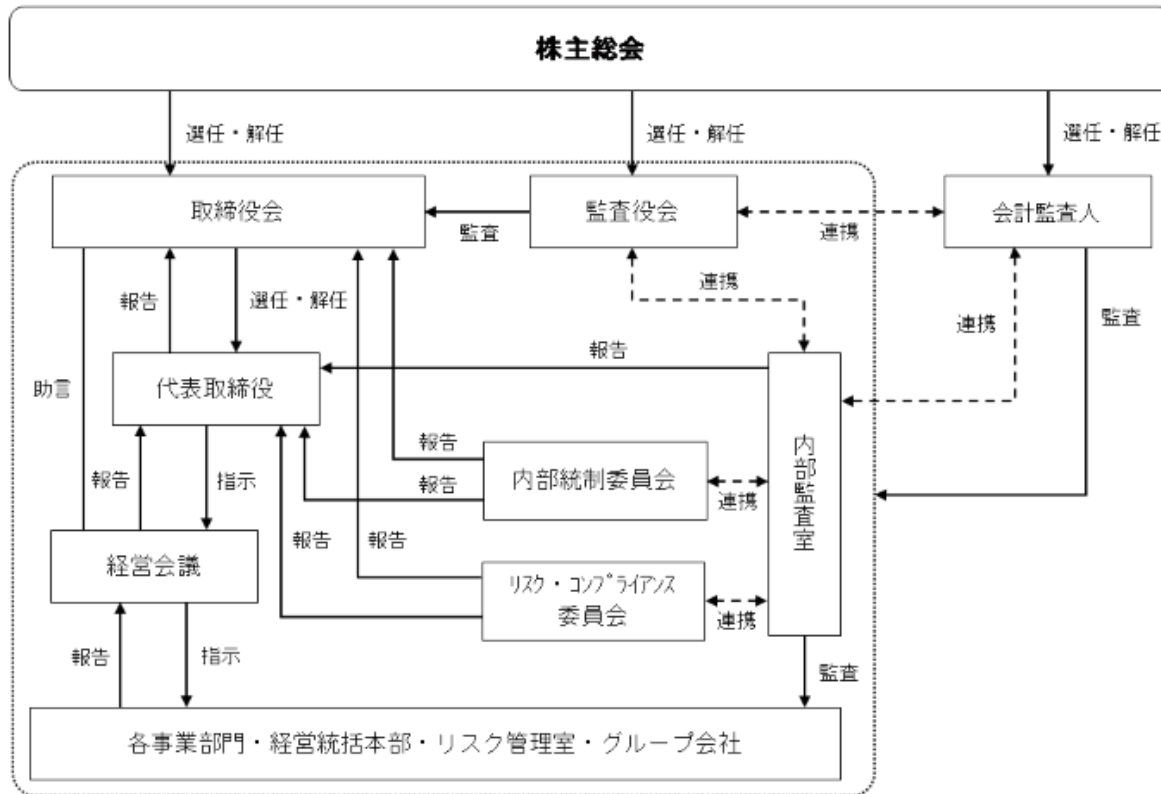 株主総会
選任・解任
選任・解任
選任・解任
取締役会
監査役会
会計監査人
監査
連携
報告
選任・解任
連携
連携
監査
報告
助言
代表取締役
内部監査室
報告
指示
報告
報告
内部統制委員会
連携
経営会議
報告
報告
リスク・コンプライアンス
委員会
連携
報告
指示
監査
各事業部門・経営統括本部・リスク管理室・グループ会社